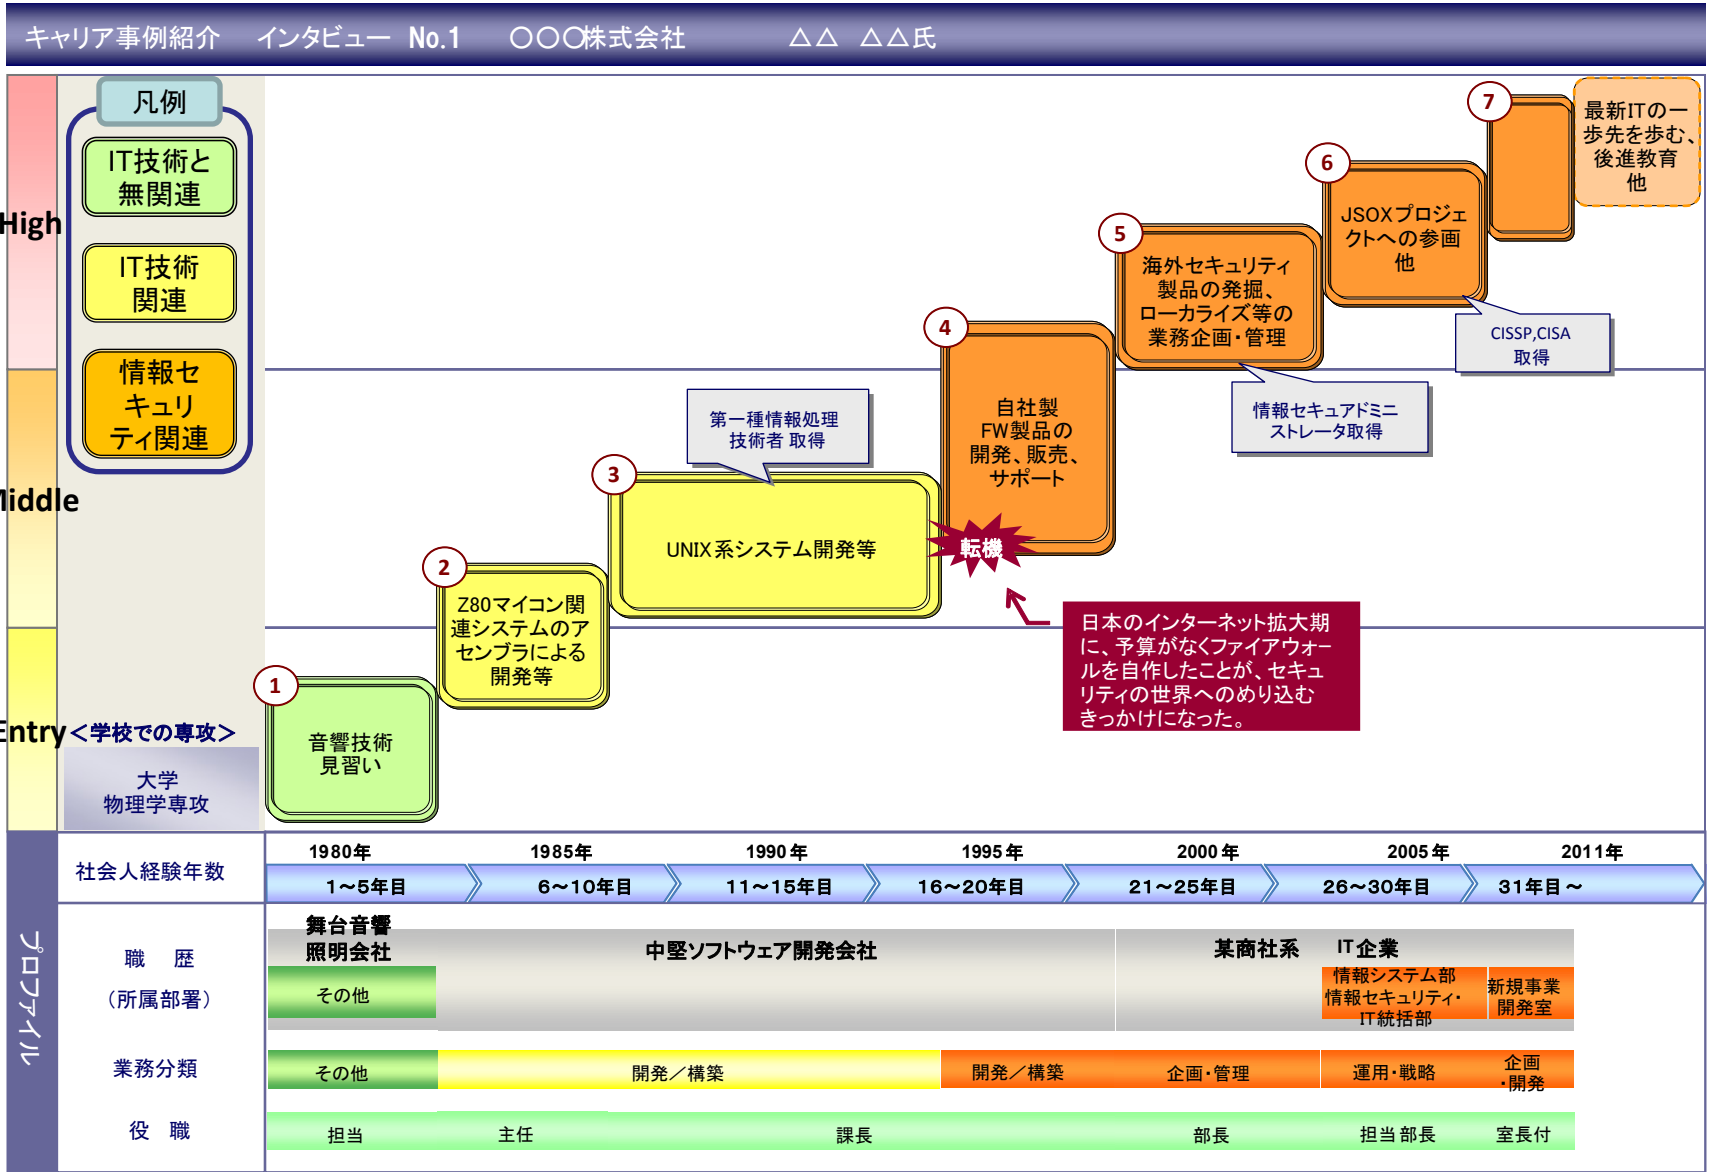 キャリア事例紹介 インタビュー No.1 〇〇〇株式会社 △△ △△氏
凡例
IT技術と
無関連
IT技術
関連
情報セ
キュリ
ティ関連
High
Middle
Entry
＜学校での専攻＞
大学
物理学専攻
1
音響技術
見習い
2
Z80マイコン関
連システムのア
センブラによる
開発等
3
UNIX系システム開発等
第一種情報処理
技術者 取得
4
自社製
FW製品の
開発、販売、
サポート
転機
日本のインターネット拡大期
に、予算がなくファイアウォー
ルを自作したことが、セキュ
リティの世界へのめり込む
きっかけになった。
5
海外セキュリティ
製品の発掘、
ローカライズ等の
業務企画・管理
情報セキュアドミニ
ストレータ取得
6
JSOXプロジェ
クトへの参画
他
CISSP,CISA
取得
7
最新ITの一
歩先を歩む、
後進教育
他
プロファイル
社会人経験年数
1980年 1985年 1990年 1995年 2000年 2005年 2011年
1～5年目 6～10年目 11～15年目 16～20年目 21～25年目 26～30年目 31年目～
職 歴
（所属部署）
舞台音響
照明会社
その他
中堅ソフトウェア開発会社
某商社系 IT企業
情報システム部
情報セキュリティ・
IT統括部
新規事業
開発室
業務分類
その他 開発／構築 開発／構築 企画・管理 運用・戦略
企画
・開発
役 職
担当 主任 課長 部長 担当部長 室長付